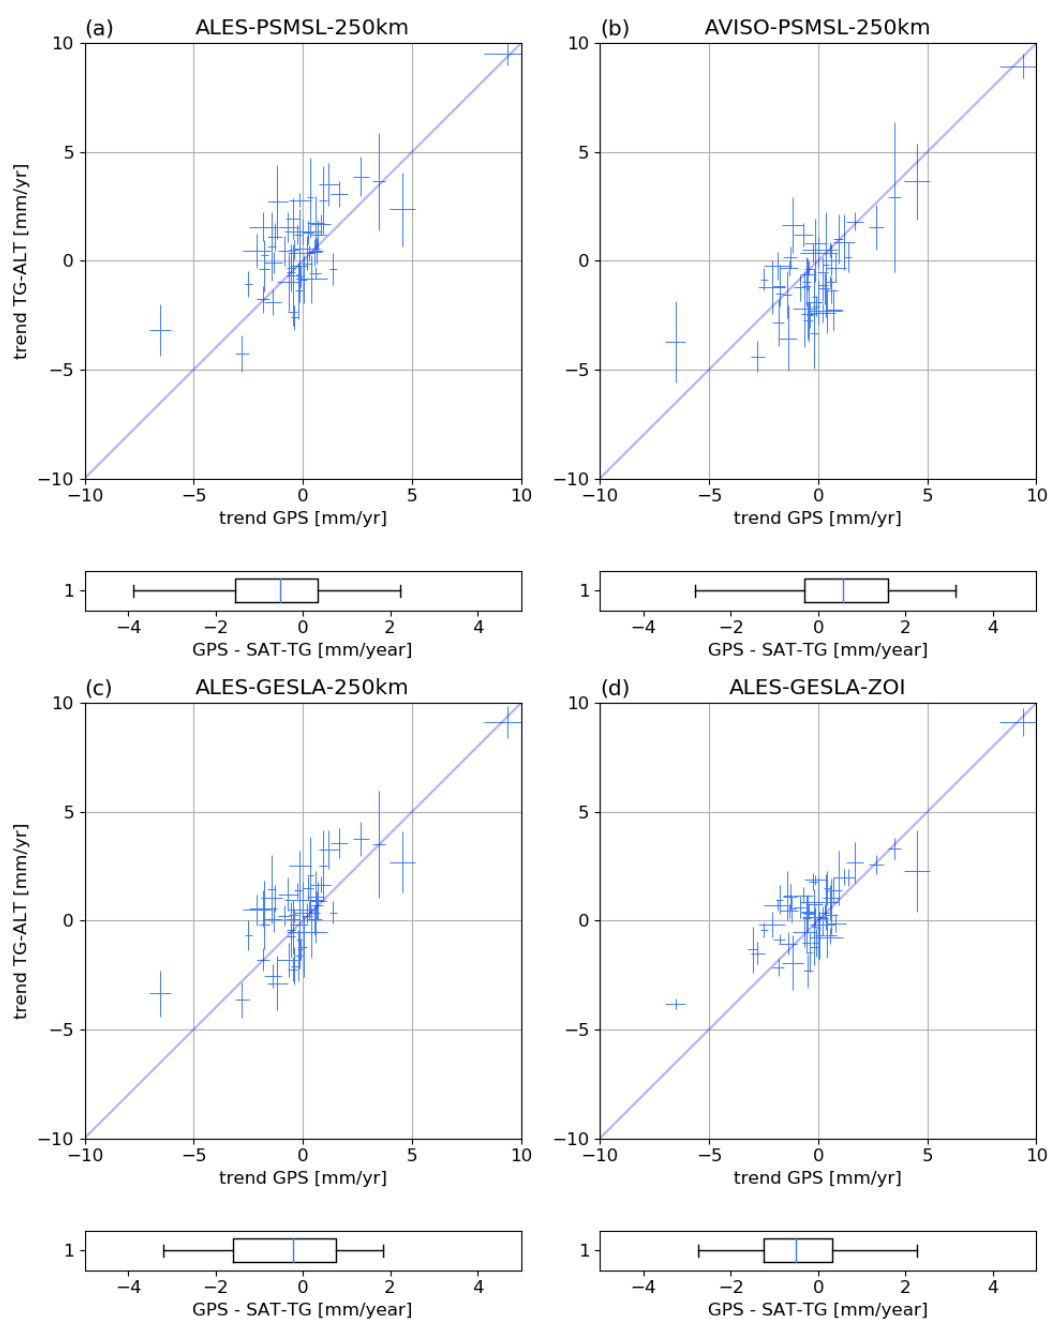 (a) ALES-PSMSL-250km
10
5
0
−5
−10
trend TG-ALT [mm/yr]
−10 −5 0 5 10
trend GPS [mm/yr]
1
−4 −2 0 2 4
GPS - SAT-TG [mm/year]
(b) AVISO-PSMSL-250km
10
5
0
−5
−10
−10 −5 0 5 10
trend GPS [mm/yr]
1
−4 −2 0 2 4
GPS - SAT-TG [mm/year]
(c) ALES-GESLA-250km
10
5
0
−5
−10
trend TG-ALT [mm/yr]
−10 −5 0 5 10
trend GPS [mm/yr]
1
−4 −2 0 2 4
GPS - SAT-TG [mm/year]
(d) ALES-GESLA-ZOI
10
5
0
−5
−10
−10 −5 0 5 10
trend GPS [mm/yr]
1
−4 −2 0 2 4
GPS - SAT-TG [mm/year]